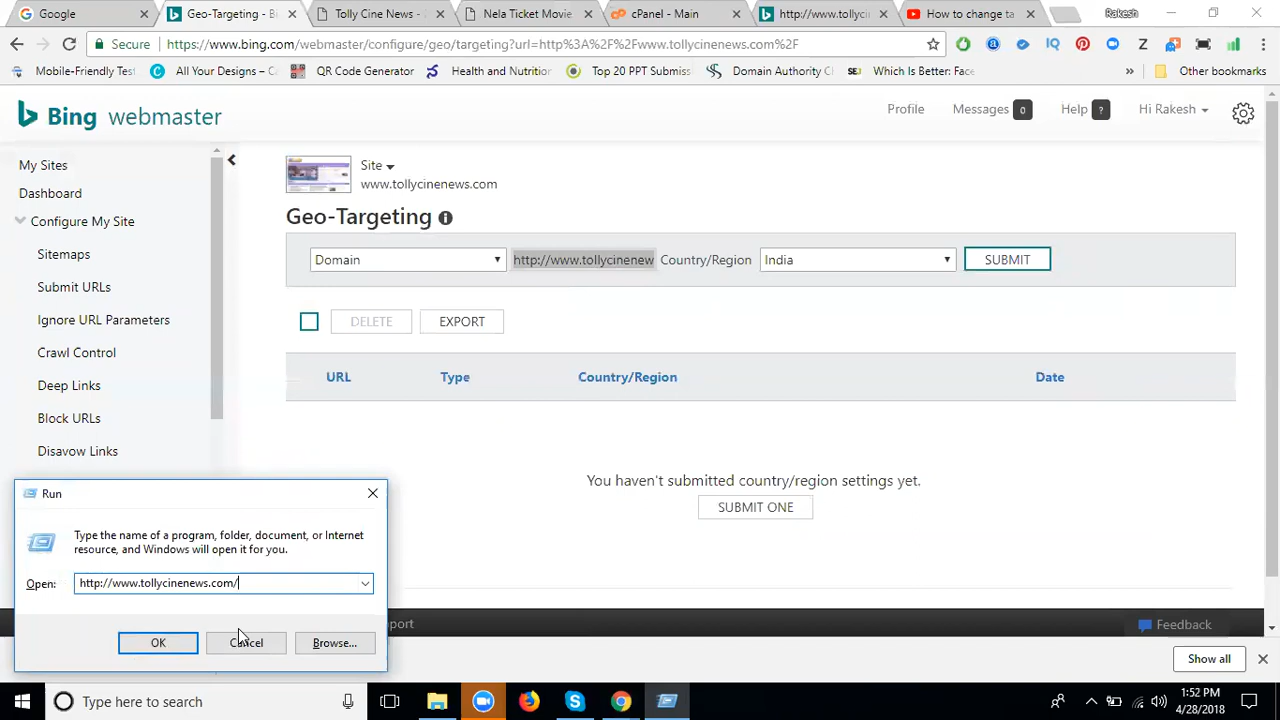 Google
Geo-Targeting - B
Tolly Cine News -
Nela Ticket Movie
cPanel - Main
http://www.tollycin
How to change ta
Rakesh
Secure
https://www.bing.com/webmaster/configure/geo/targeting?url=http%3A%2F%2Fwww.tollycinenews.com%2F
Mobile-Friendly Test
All Your Designs – C
QR Code Generator
Health and Nutrition
Top 20 PPT Submiss
Domain Authority C
Which Is Better: Face
»
Other bookmarks
Bing webmaster
Profile
Messages 0
Help ?
Hi Rakesh
My Sites
Dashboard
Configure My Site
Sitemaps
Submit URLs
Ignore URL Parameters
Crawl Control
Deep Links
Block URLs
Disavow Links
Site
www.tollycinenews.com
Geo-Targeting
Domain
http://www.tollycinenew
Country/Region
India
SUBMIT
DELETE
EXPORT
URL
Type
Country/Region
Date
You haven't submitted country/region settings yet.
SUBMIT ONE
Run
Type the name of a program, folder, document, or Internet
resource, and Windows will open it for you.
Open:
http://www.tollycinenews.com/
OK
Cancel
Browse...
port
Feedback
Show all
Type here to search
1:52 PM
4/28/2018